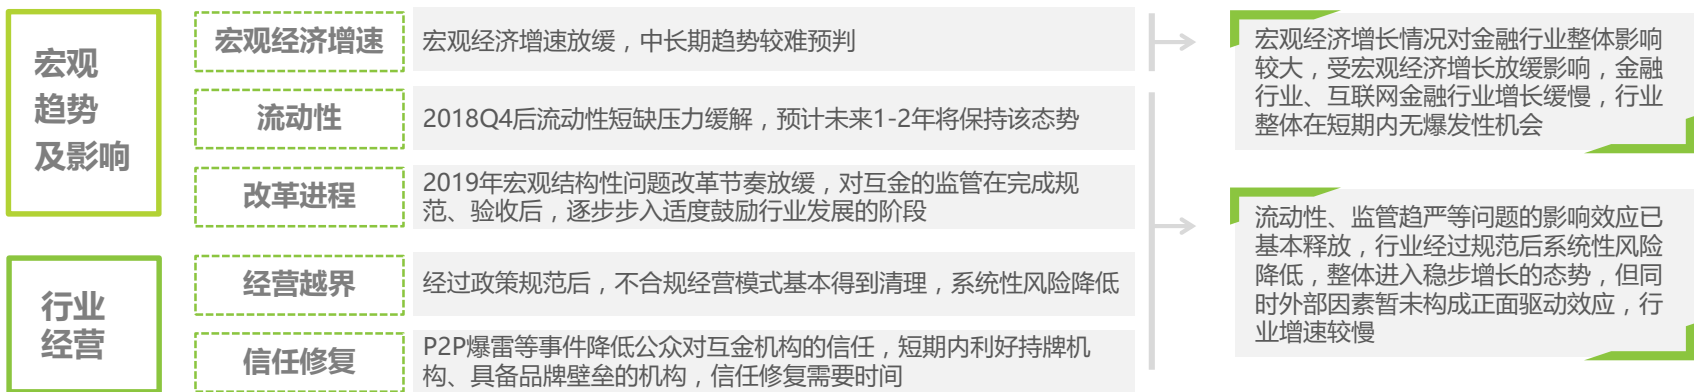 宏观
趋势
及影响
宏观经济增速
宏观经济增速放缓，中长期趋势较难预判
流动性
2018Q4后流动性短缺压力缓解，预计未来1-2年将保持该态势
改革进程
2019年宏观结构性问题改革节奏放缓，对互金的监管在完成规
范、验收后，逐步步入适度鼓励行业发展的阶段
行业
经营
经营越界
经过政策规范后，不合规经营模式基本得到清理，系统性风险降低
信任修复
P2P爆雷等事件降低公众对互金机构的信任，短期内利好持牌机
构、具备品牌壁垒的机构，信任修复需要时间
宏观经济增长情况对金融行业整体影响
较大，受宏观经济增长放缓影响，金融
行业、互联网金融行业增长缓慢，行业
整体在短期内无爆发性机会
流动性、监管趋严等问题的影响效应已
基本释放，行业经过规范后系统性风险
降低，整体进入稳步增长的态势，但同
时外部因素暂未构成正面驱动效应，行
业增速较慢